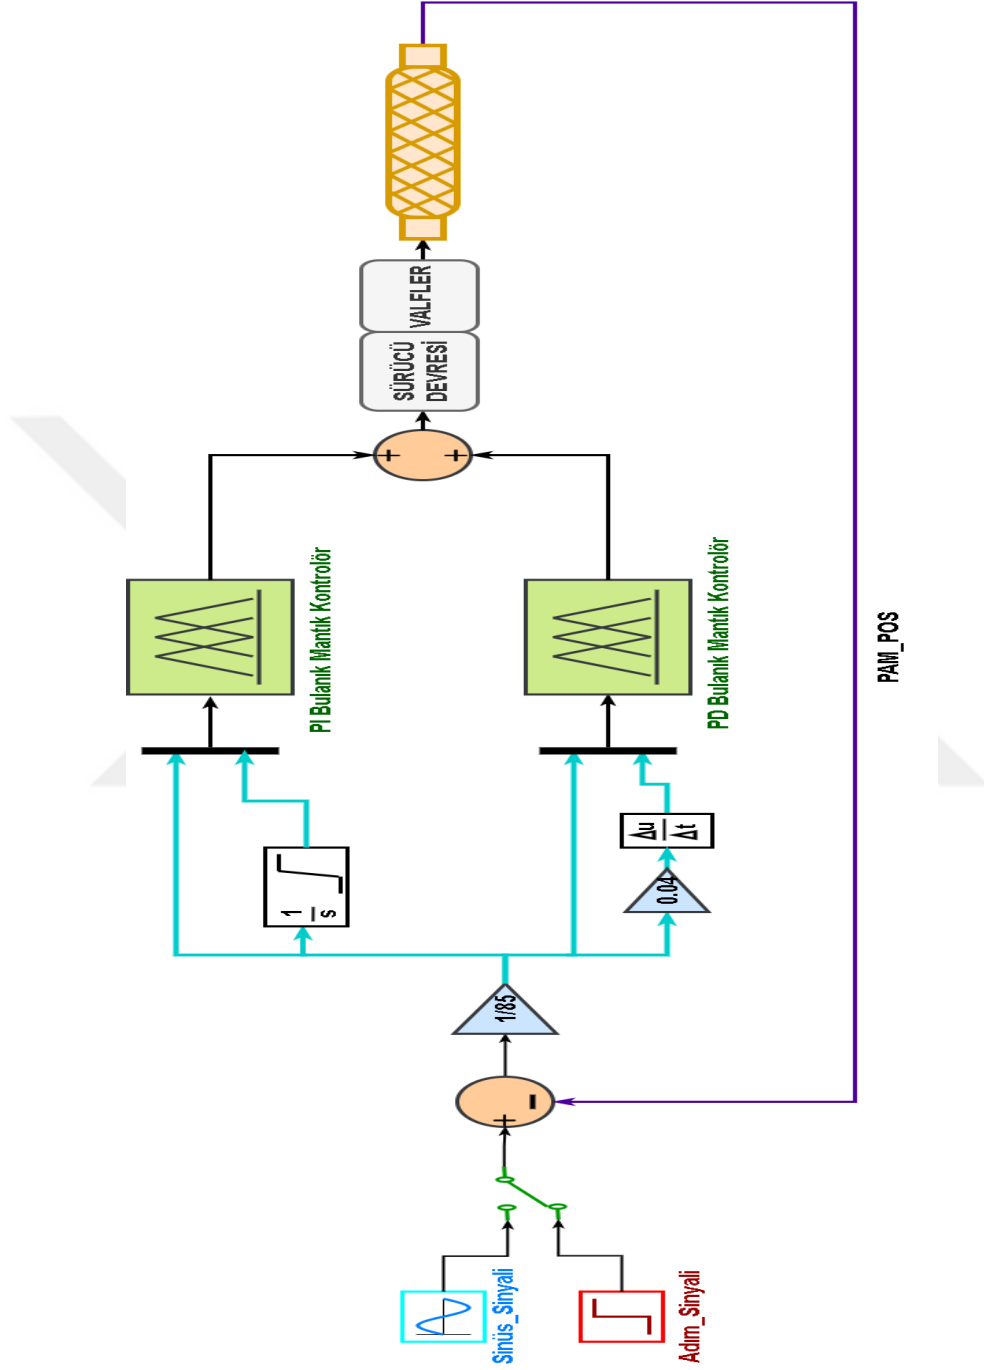 Sinüs_Sinyali
Adım_Sinyali
+
-
1/85
1
s
0.04
Δu
Δt
PI Bulanık Mantık Kontrolör
PD Bulanık Mantık Kontrolör
+
+
SÜRÜCÜ
DEVRESİ
VALFLER
PAM_POS